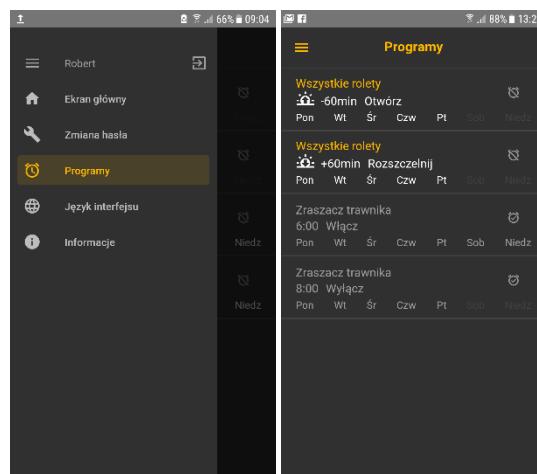 66% 09:04
Robert
Ekran główny
Zmiana hasła
Programy
Język interfejsu
Informacje
Niedz
Niedz
88% 13:2
Programy
Wszystkie rolety
-60min Otwórz
Pon Wt Śr Czw Pt Sob Niedz
Wszystkie rolety
+60min Rozszczelnij
Pon Wt Śr Czw Pt Sob Niedz
Zraszacz trawnika
6:00 Włącz
Pon Wt Śr Czw Pt Sob Niedz
Zraszacz trawnika
8:00 Wyłącz
Pon Wt Śr Czw Pt Sob Niedz